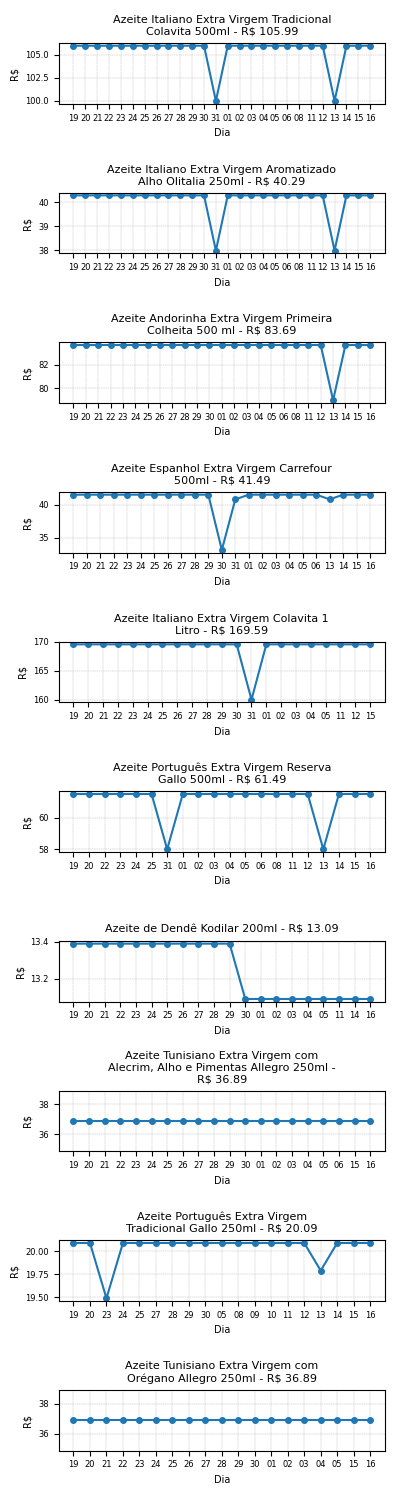 Azeite Italiano Extra Virgem Tradicional
Colavita 500ml - R$ 105.99
105.0
102.5
100.0
R$
19 20 21 22 23 24 25 26 27 28 29 30 31 01 02 03 04 05 06 08 11 12 13 14 15 16
Dia
Azeite Italiano Extra Virgem Aromatizado
Alho Olitalia 250ml - R$ 40.29
40
39
38
R$
19 20 21 22 23 24 25 26 27 28 29 30 31 01 02 03 04 05 06 08 11 12 13 14 15 16
Dia
Azeite Andorinha Extra Virgem Primeira
Colheita 500 ml - R$ 83.69
82
80
R$
19 20 21 22 23 24 25 26 27 28 29 30 31 01 02 03 04 05 06 08 10 11 12 13 14 15 16
Dia
Azeite Espanhol Extra Virgem Carrefour
500ml - R$ 41.49
40
35
R$
19 20 21 22 23 24 25 26 27 28 29 30 31 01 02 03 04 05 06 13 14 15 16
Dia
Azeite Italiano Extra Virgem Colavita 1
Litro - R$ 169.59
170
165
160
R$
19 20 21 22 23 24 25 26 27 28 29 30 31 01 02 03 04 05 11 12 15
Dia
Azeite Português Extra Virgem Reserva
Gallo 500ml - R$ 61.49
60
58
R$
19 20 21 22 24 25 31 01 02 03 04 05 06 08 11 12 13 14 15 16
Dia
Azeite de Dendê Kodilar 200ml - R$ 13.09
13.4
13.2
R$
19 20 21 22 23 24 25 26 27 28 29 30 01 02 03 04 05 11 14 16
Dia
Azeite Tunisiano Extra Virgem com
Alecrim, Alho e Pimentas Allegro 250ml -
R$ 36.89
38
36
R$
19 20 21 22 23 24 25 26 27 28 29 30 01 02 03 04 05 06 15 16
Dia
Azeite Português Extra Virgem
Tradicional Gallo 250ml - R$ 20.09
20.00
19.75
19.50
R$
19 20 23 24 25 27 28 29 30 05 08 09 10 11 12 04 13 14 15 16
Dia
Azeite Tunisiano Extra Virgem com
Orégano Allegro 250ml - R$ 36.89
38
36
R$
19 20 21 22 23 24 25 26 27 28 29 30 31 01 02 03 04 05 15 16
Dia